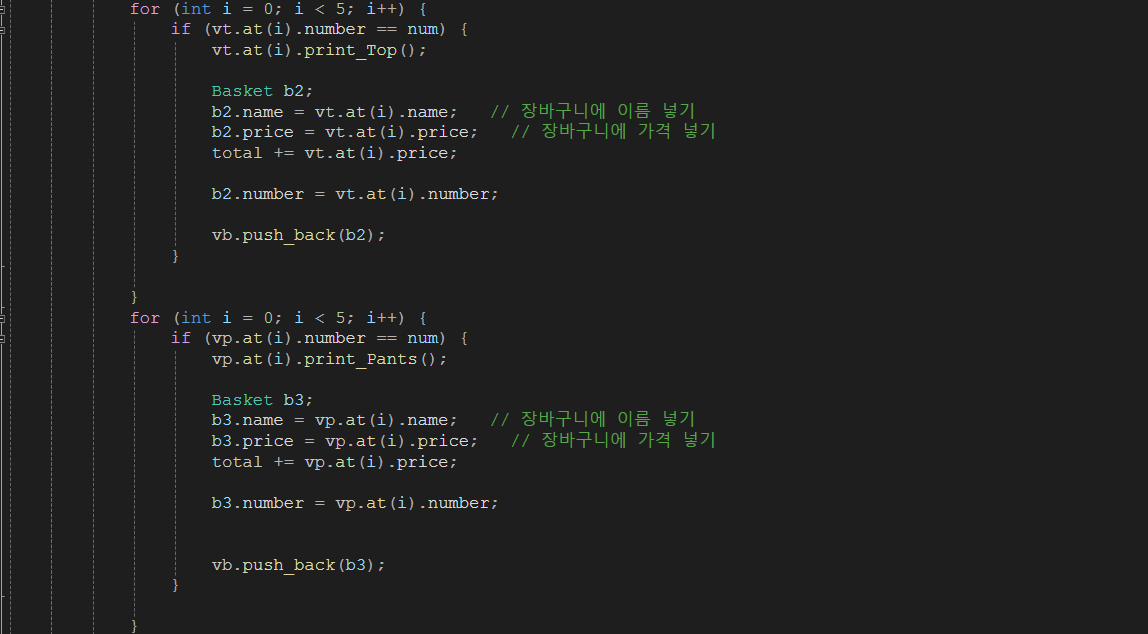 for (int i = 0; i < 5; i++) {
if (vt.at(i).number == num) {
vt.at(i).print_Top();
Basket b2;
b2.name = vt.at(i).name; // 장바구니에 이름 넣기
b2.price = vt.at(i).price; // 장바구니에 가격 넣기
total += vt.at(i).price;
b2.number = vt.at(i).number;
vb.push_back(b2);
}
}
for (int i = 0; i < 5; i++) {
if (vp.at(i).number == num) {
vp.at(i).print_Pants();
Basket b3;
b3.name = vp.at(i).name; // 장바구니에 이름 넣기
b3.price = vp.at(i).price; // 장바구니에 가격 넣기
total += vp.at(i).price;
b3.number = vp.at(i).number;
vb.push_back(b3);
}
}